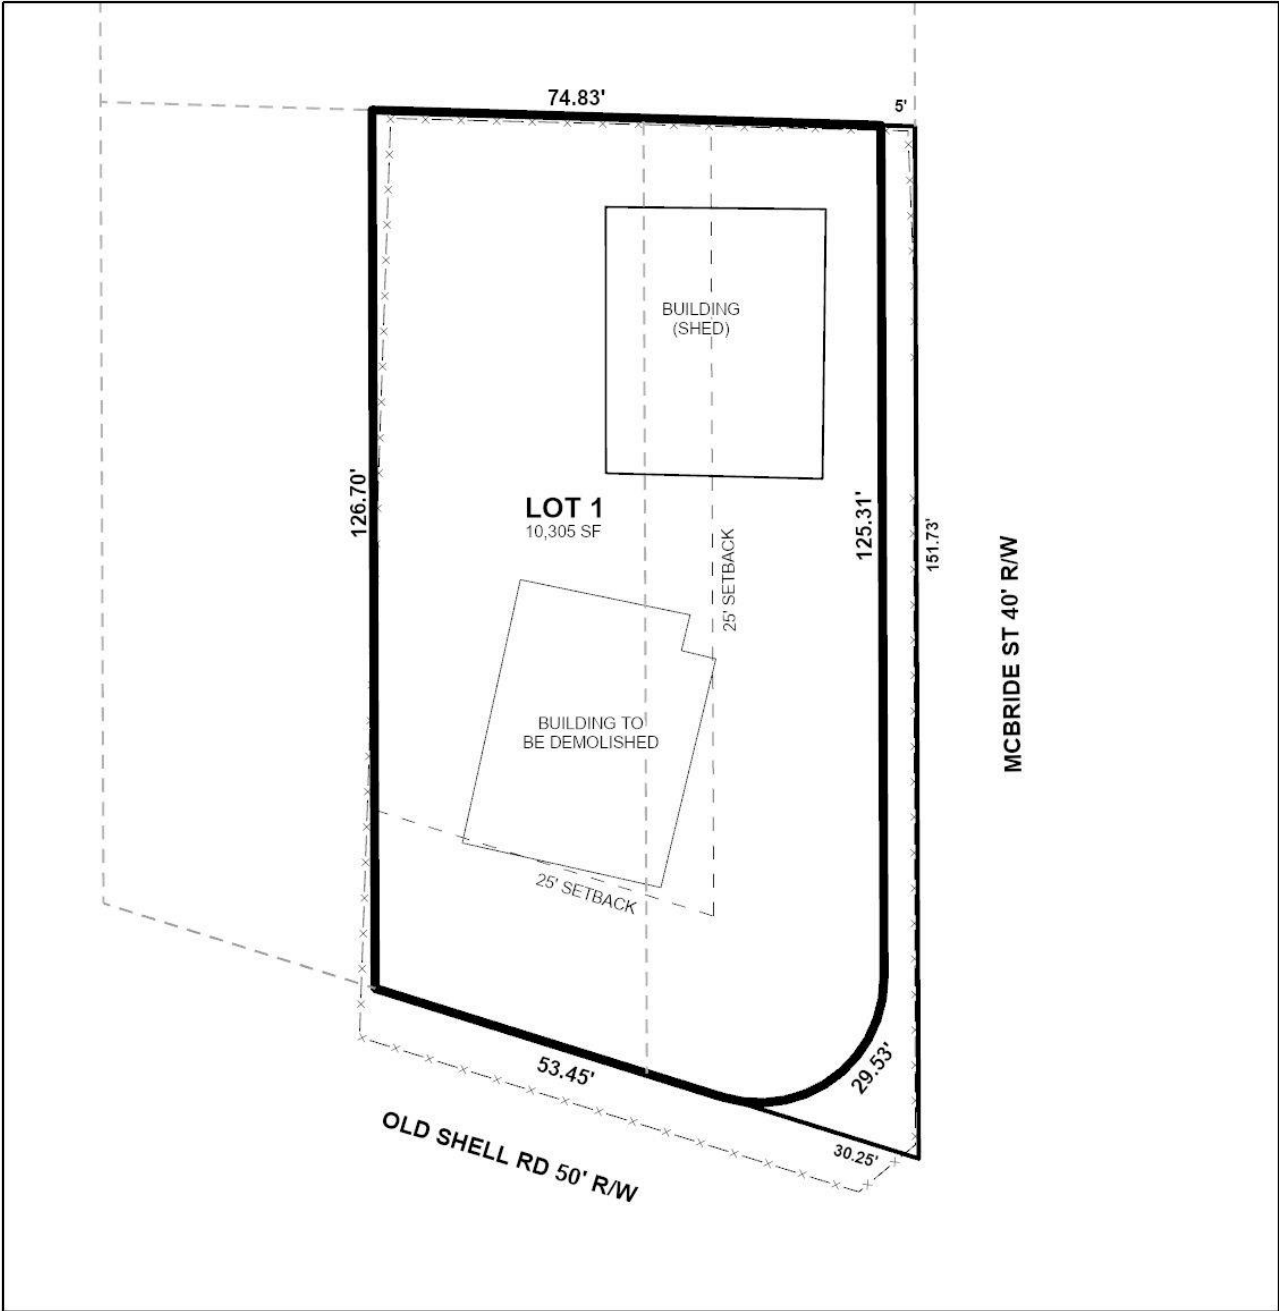 74.83'
5'
BUILDING
(SHED)
126.70'
LOT 1
10,305 SF
125.31'
151.73'
25' SETBACK
MCBRIDE ST 40' R/W
BUILDING TO
BE DEMOLISHED
25' SETBACK
53.45'
29.53'
30.25'
OLD SHELL RD 50' R/W